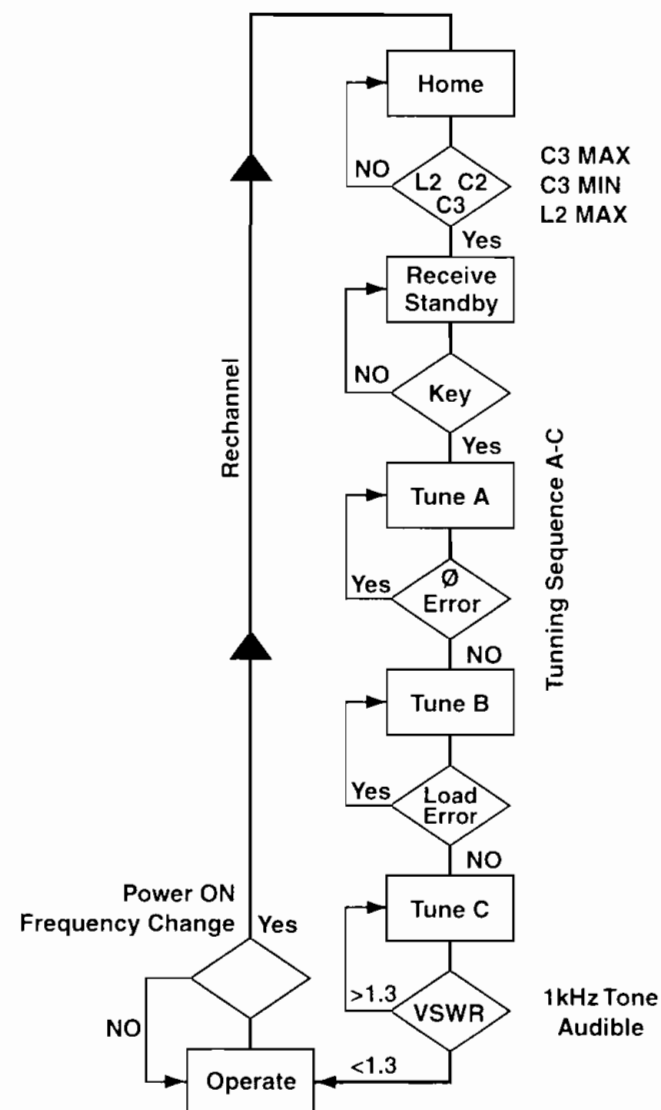 Home
NO
L2 C2
C3
C3 MAX
C3 MIN
L2 MAX
Yes
Receive
Standby
NO
Key
Yes
Rechannel
Tunning Sequence A-C
Tune A
Yes
Ø
Error
NO
Tune B
Yes
Load
Error
NO
Tune C
Power ON
Frequency Change
Yes
>1.3
VSWR
1kHz Tone
Audible
NO
<1.3
Operate